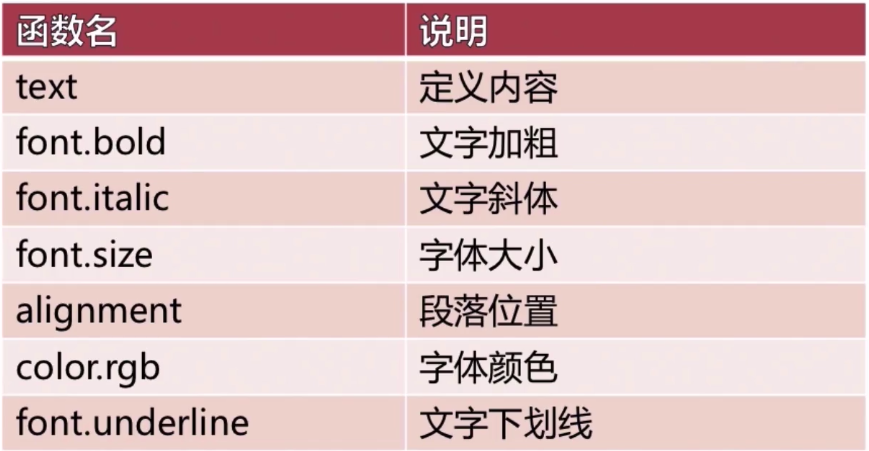 函数名 说明
text 定义内容
font.bold 文字加粗
font.italic 文字斜体
font.size 字体大小
alignment 段落位置
color.rgb 字体颜色
font.underline 文字下划线